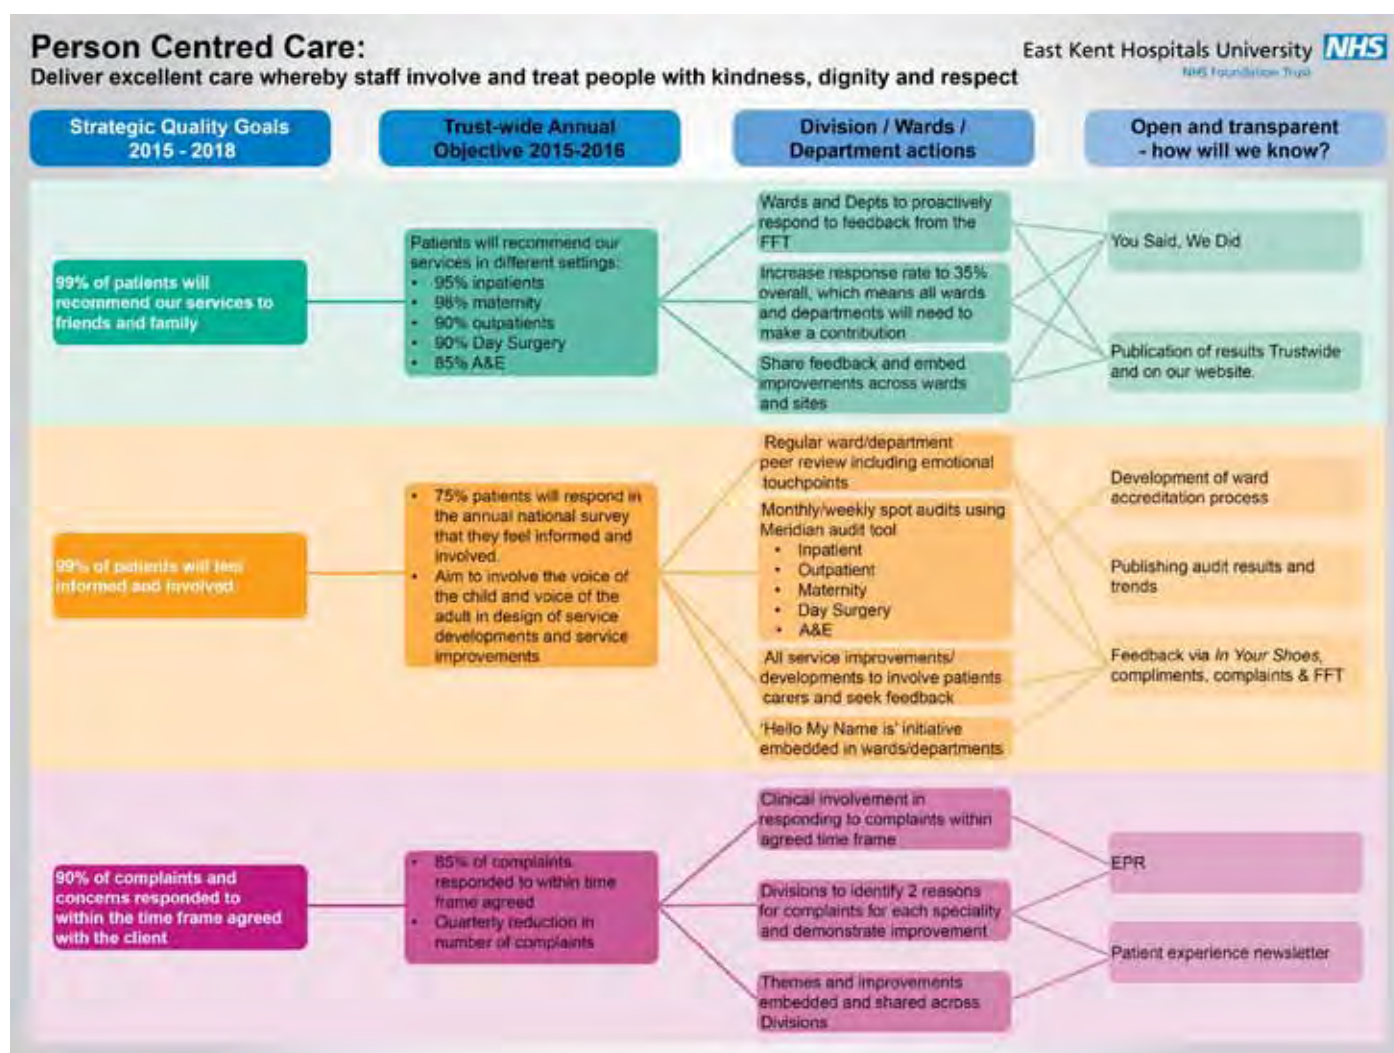 Person Centred Care:
Deliver excellent care whereby staff involve and treat people with kindness, dignity and respect
East Kent Hospitals University NHS
NHS Foundation Trust
Strategic Quality Goals
2015 - 2018
Trust-wide Annual
Objective 2015-2016
Division / Wards /
Department actions
Open and transparent
- how will we know?
99% of patients will
recommend our services to
friends and family
Patients will recommend our
services in different settings:
• 95% inpatients
• 98% maternity
• 90% outpatients
• 90% Day Surgery
• 85% A&E
Wards and Depts to proactively
respond to feedback from the
FFT
Increase response rate to 35%
overall, which means all wards
and departments will need to
make a contribution
Share feedback and embed
improvements across wards
and sites
You Said, We Did
Publication of results Trustwide
and on our website.
99% of patients will feel
informed and involved
• 75% patients will respond in
the annual national survey
that they feel informed and
involved.
• Aim to involve the voice of
the child and voice of the
adult in design of service
developments and service
improvements
Regular ward/department
peer review including emotional
touchpoints
Monthly/weekly spot audits using
Meridian audit tool
• Inpatient
• Outpatient
• Maternity
• Day Surgery
• A&E
All service improvements/
developments to involve patients
carers and seek feedback
'Hello My Name is' initiative
embedded in wards/departments
Development of ward
accreditation process
Publishing audit results and
trends
Feedback via In Your Shoes,
compliments, complaints & FFT
90% of complaints and
concerns responded to
within the time frame agreed
with the client
• 85% of complaints
responded to within time
frame agreed
• Quarterly reduction in
number of complaints
Clinical involvement in
responding to complaints within
agreed time frame
Divisions to identify 2 reasons
for complaints for each speciality
and demonstrate improvement
Themes and improvements
embedded and shared across
Divisions
EPR
Patient experience newsletter